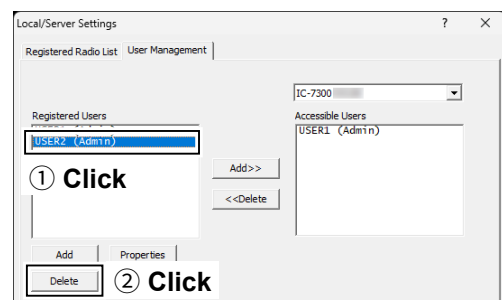 Local/Server Settings ? ×
Registered Radio List User Management
IC-7300
Registered Users Accessible Users
USER2 (Admin) USER1 (Admin)
① Click
Add>>
<<Delete
Add Properties
Delete ② Click